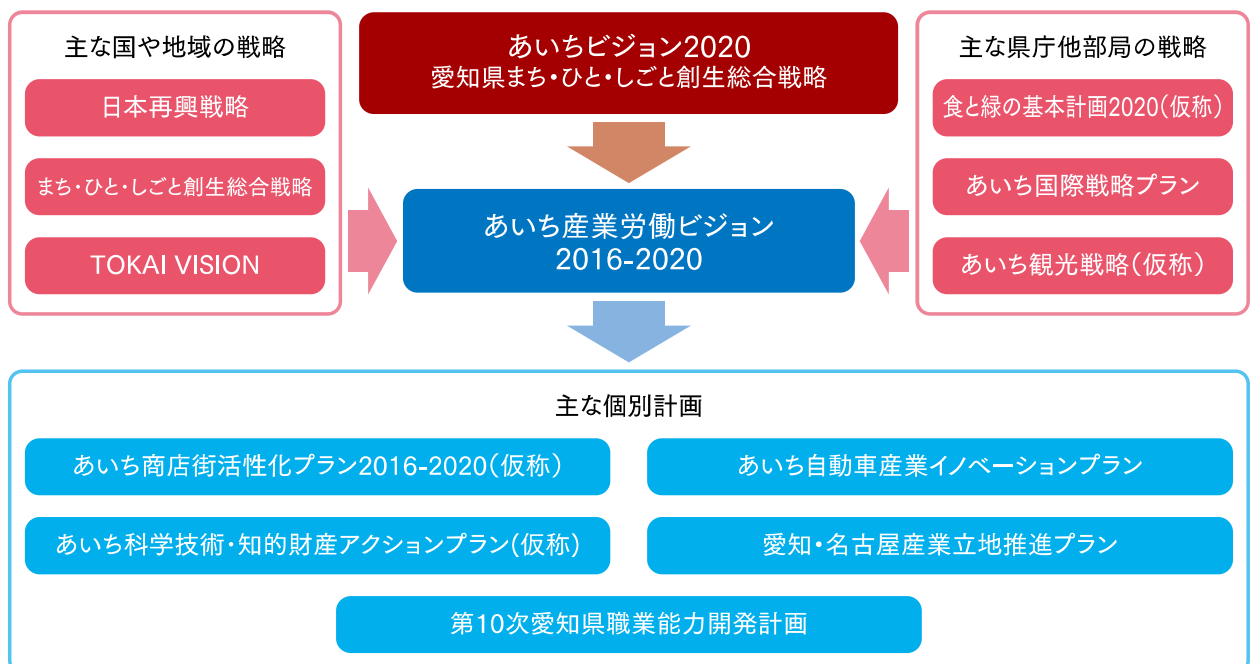 主な国や地域の戦略
日本再興戦略
まち・ひと・しごと創生総合戦略
TOKAI VISION
あいちビジョン2020
愛知県まち・ひと・しごと創生総合戦略
あいち産業労働ビジョン
2016-2020
主な県庁他部局の戦略
食と緑の基本計画2020（仮称）
あいち国際戦略プラン
あいち観光戦略（仮称）
主な個別計画
あいち商店街活性化プラン2016-2020（仮称）
あいち自動車産業イノベーションプラン
あいち科学技術・知的財産アクションプラン(仮称)
愛知・名古屋産業立地推進プラン
第10次愛知県職業能力開発計画